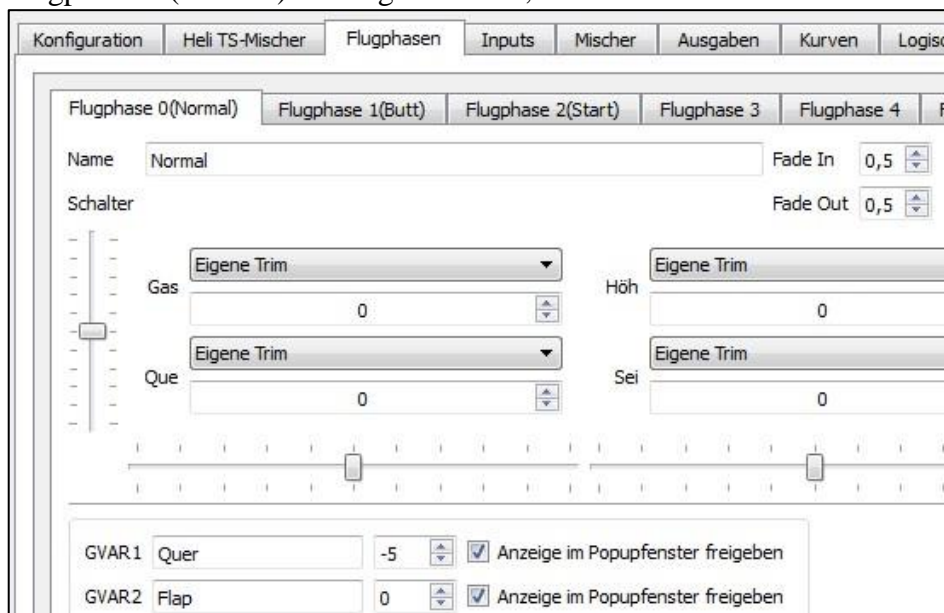 Konfiguration Heli TS-Mischer Flugphasen Inputs Mischer Ausgaben Kurven
Flugphase 0(Normal) Flugphase 1(Butt) Flugphase 2(Start) Flugphase 3 Flugphase 4
Name Normal Fade In 0,5
Schalter Fade Out 0,5
Eigene Trim Eigene Trim
Gas Höh
0 0
Eigene Trim Eigene Trim
Que Sei
0 0
GVAR1 Quer -5 Anzeige im Popupfenster freigeben
GVAR2 Flap 0 Anzeige im Popupfenster freigeben